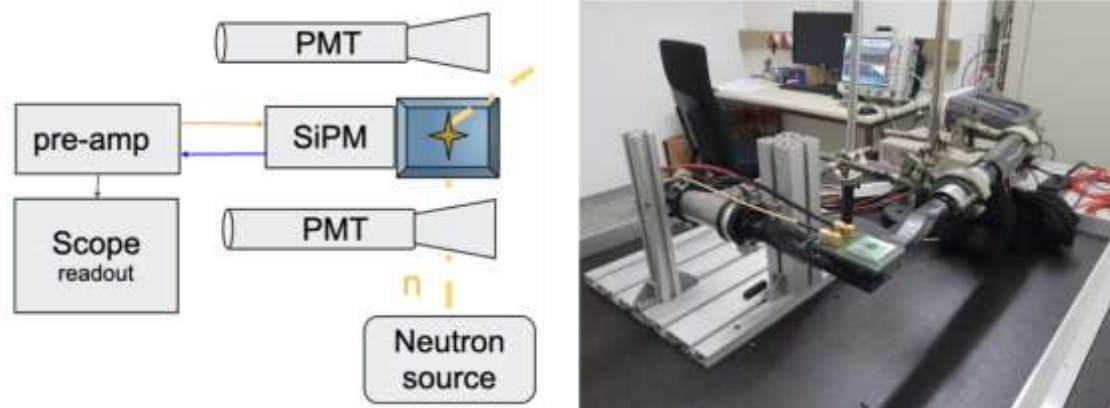 PMT
pre-amp
SiPM
PMT
Scope
readout
n
Neutron
source